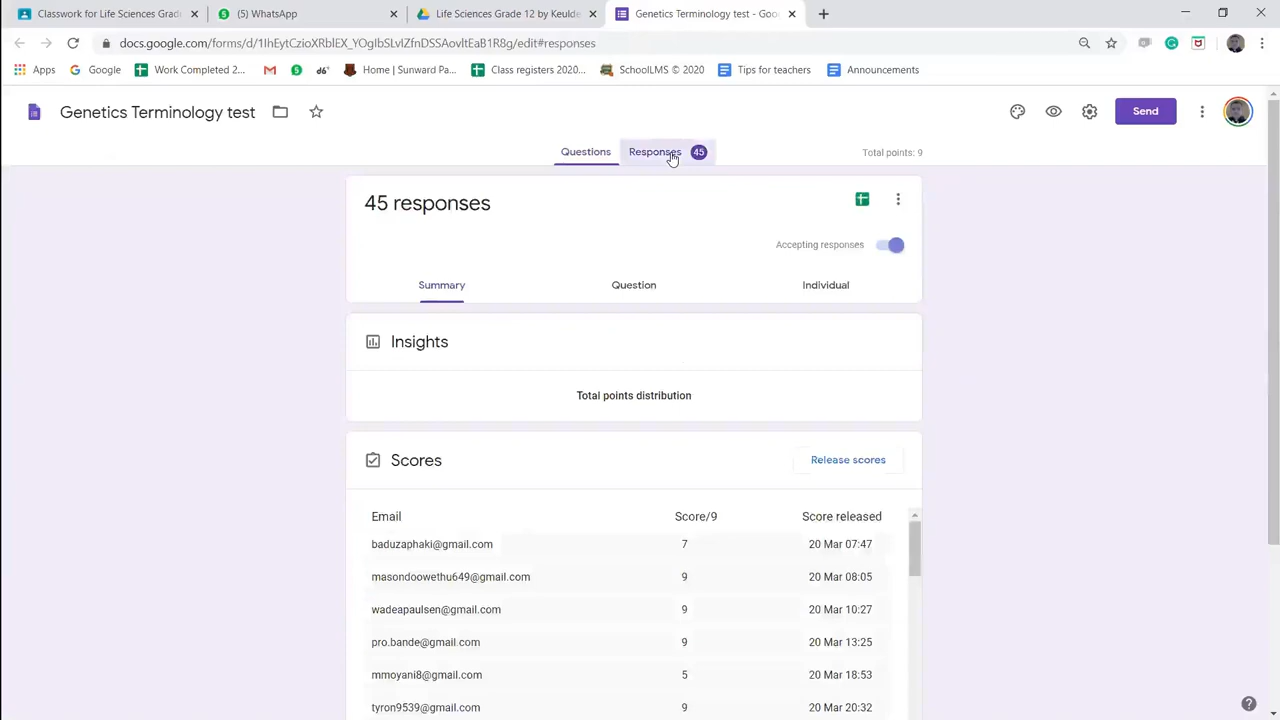 Classwork for Life Sciences Grad
(5) WhatsApp
Life Sciences Grade 12 by Keulde
Genetics Terminology test - Goo
docs.google.com/forms/d/1IhEytCzioXRblEX_YOglbSLvIZfnDSSAovltEaB1R8g/edit#responses
Apps
Google
Work Completed 2...
Home | Sunward Pa...
Class registers 2020...
SchoolLMS © 2020
Tips for teachers
Announcements
Genetics Terminology test
Send
Questions
Responses 45
Total points: 9
45 responses
Accepting responses
Summary
Question
Individual
Insights
Total points distribution
Scores
Release scores
Email Score/9 Score released
baduzaphaki@gmail.com 7 20 Mar 07:47
masondoowethu649@gmail.com 9 20 Mar 08:05
wadeapaulsen@gmail.com 9 20 Mar 10:27
pro.bande@gmail.com 9 20 Mar 13:25
mmoyani8@gmail.com 5 20 Mar 18:53
tyron9539@gmail.com 9 20 Mar 20:32